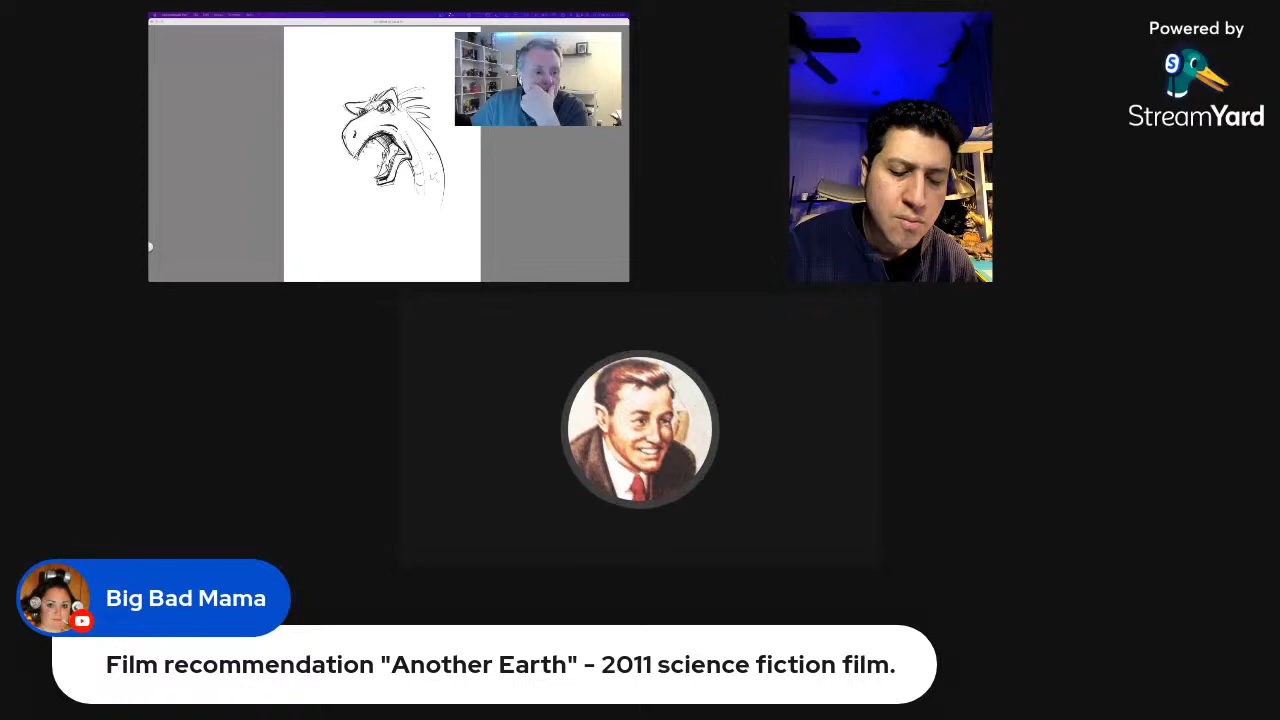 Powered by
StreamYard
Big Bad Mama
Film recommendation "Another Earth" - 2011 science fiction film.